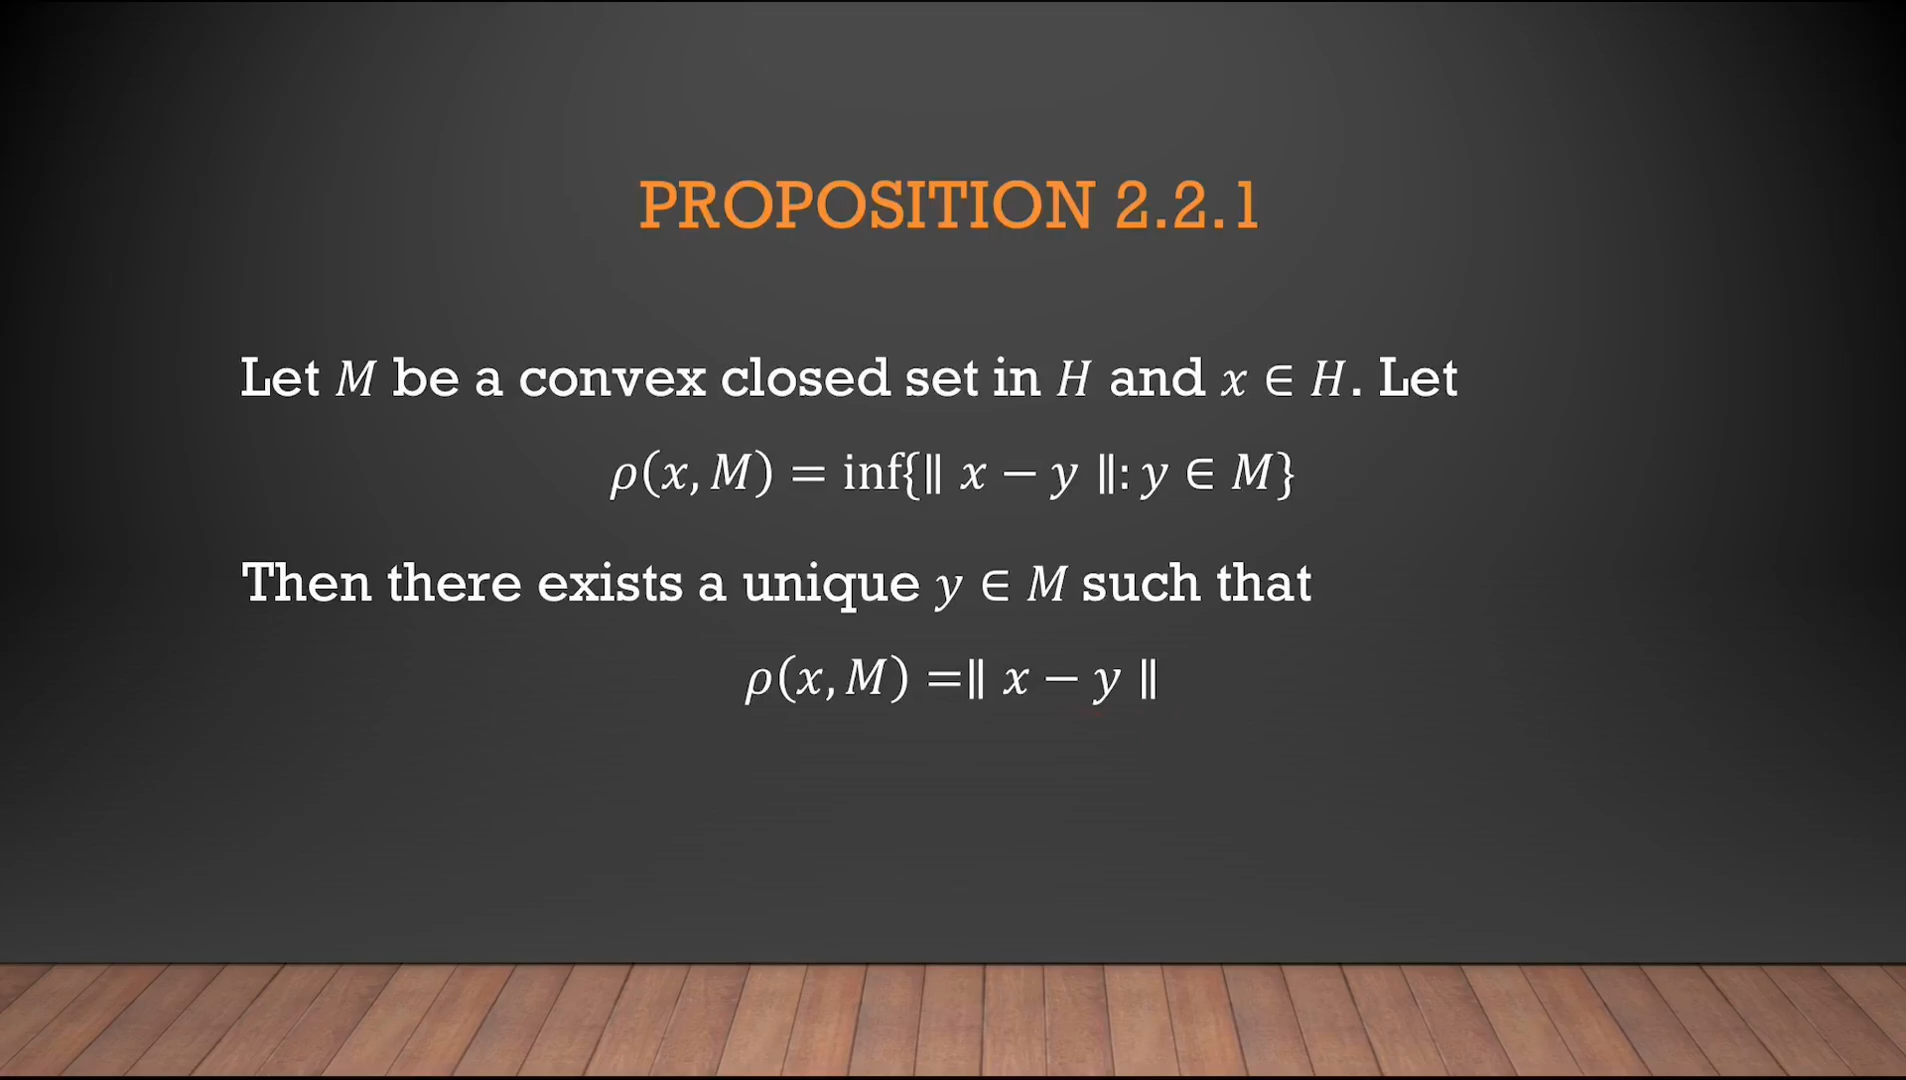 PROPOSITION 2.2.1
Let 𝑀 be a convex closed set in 𝐻 and 𝑥 ∈ 𝐻. Let
𝜌(𝑥, 𝑀) = inf{‖ 𝑥 − 𝑦 ‖: 𝑦 ∈ 𝑀}
Then there exists a unique 𝑦 ∈ 𝑀 such that
𝜌(𝑥, 𝑀) =‖ 𝑥 − 𝑦 ‖